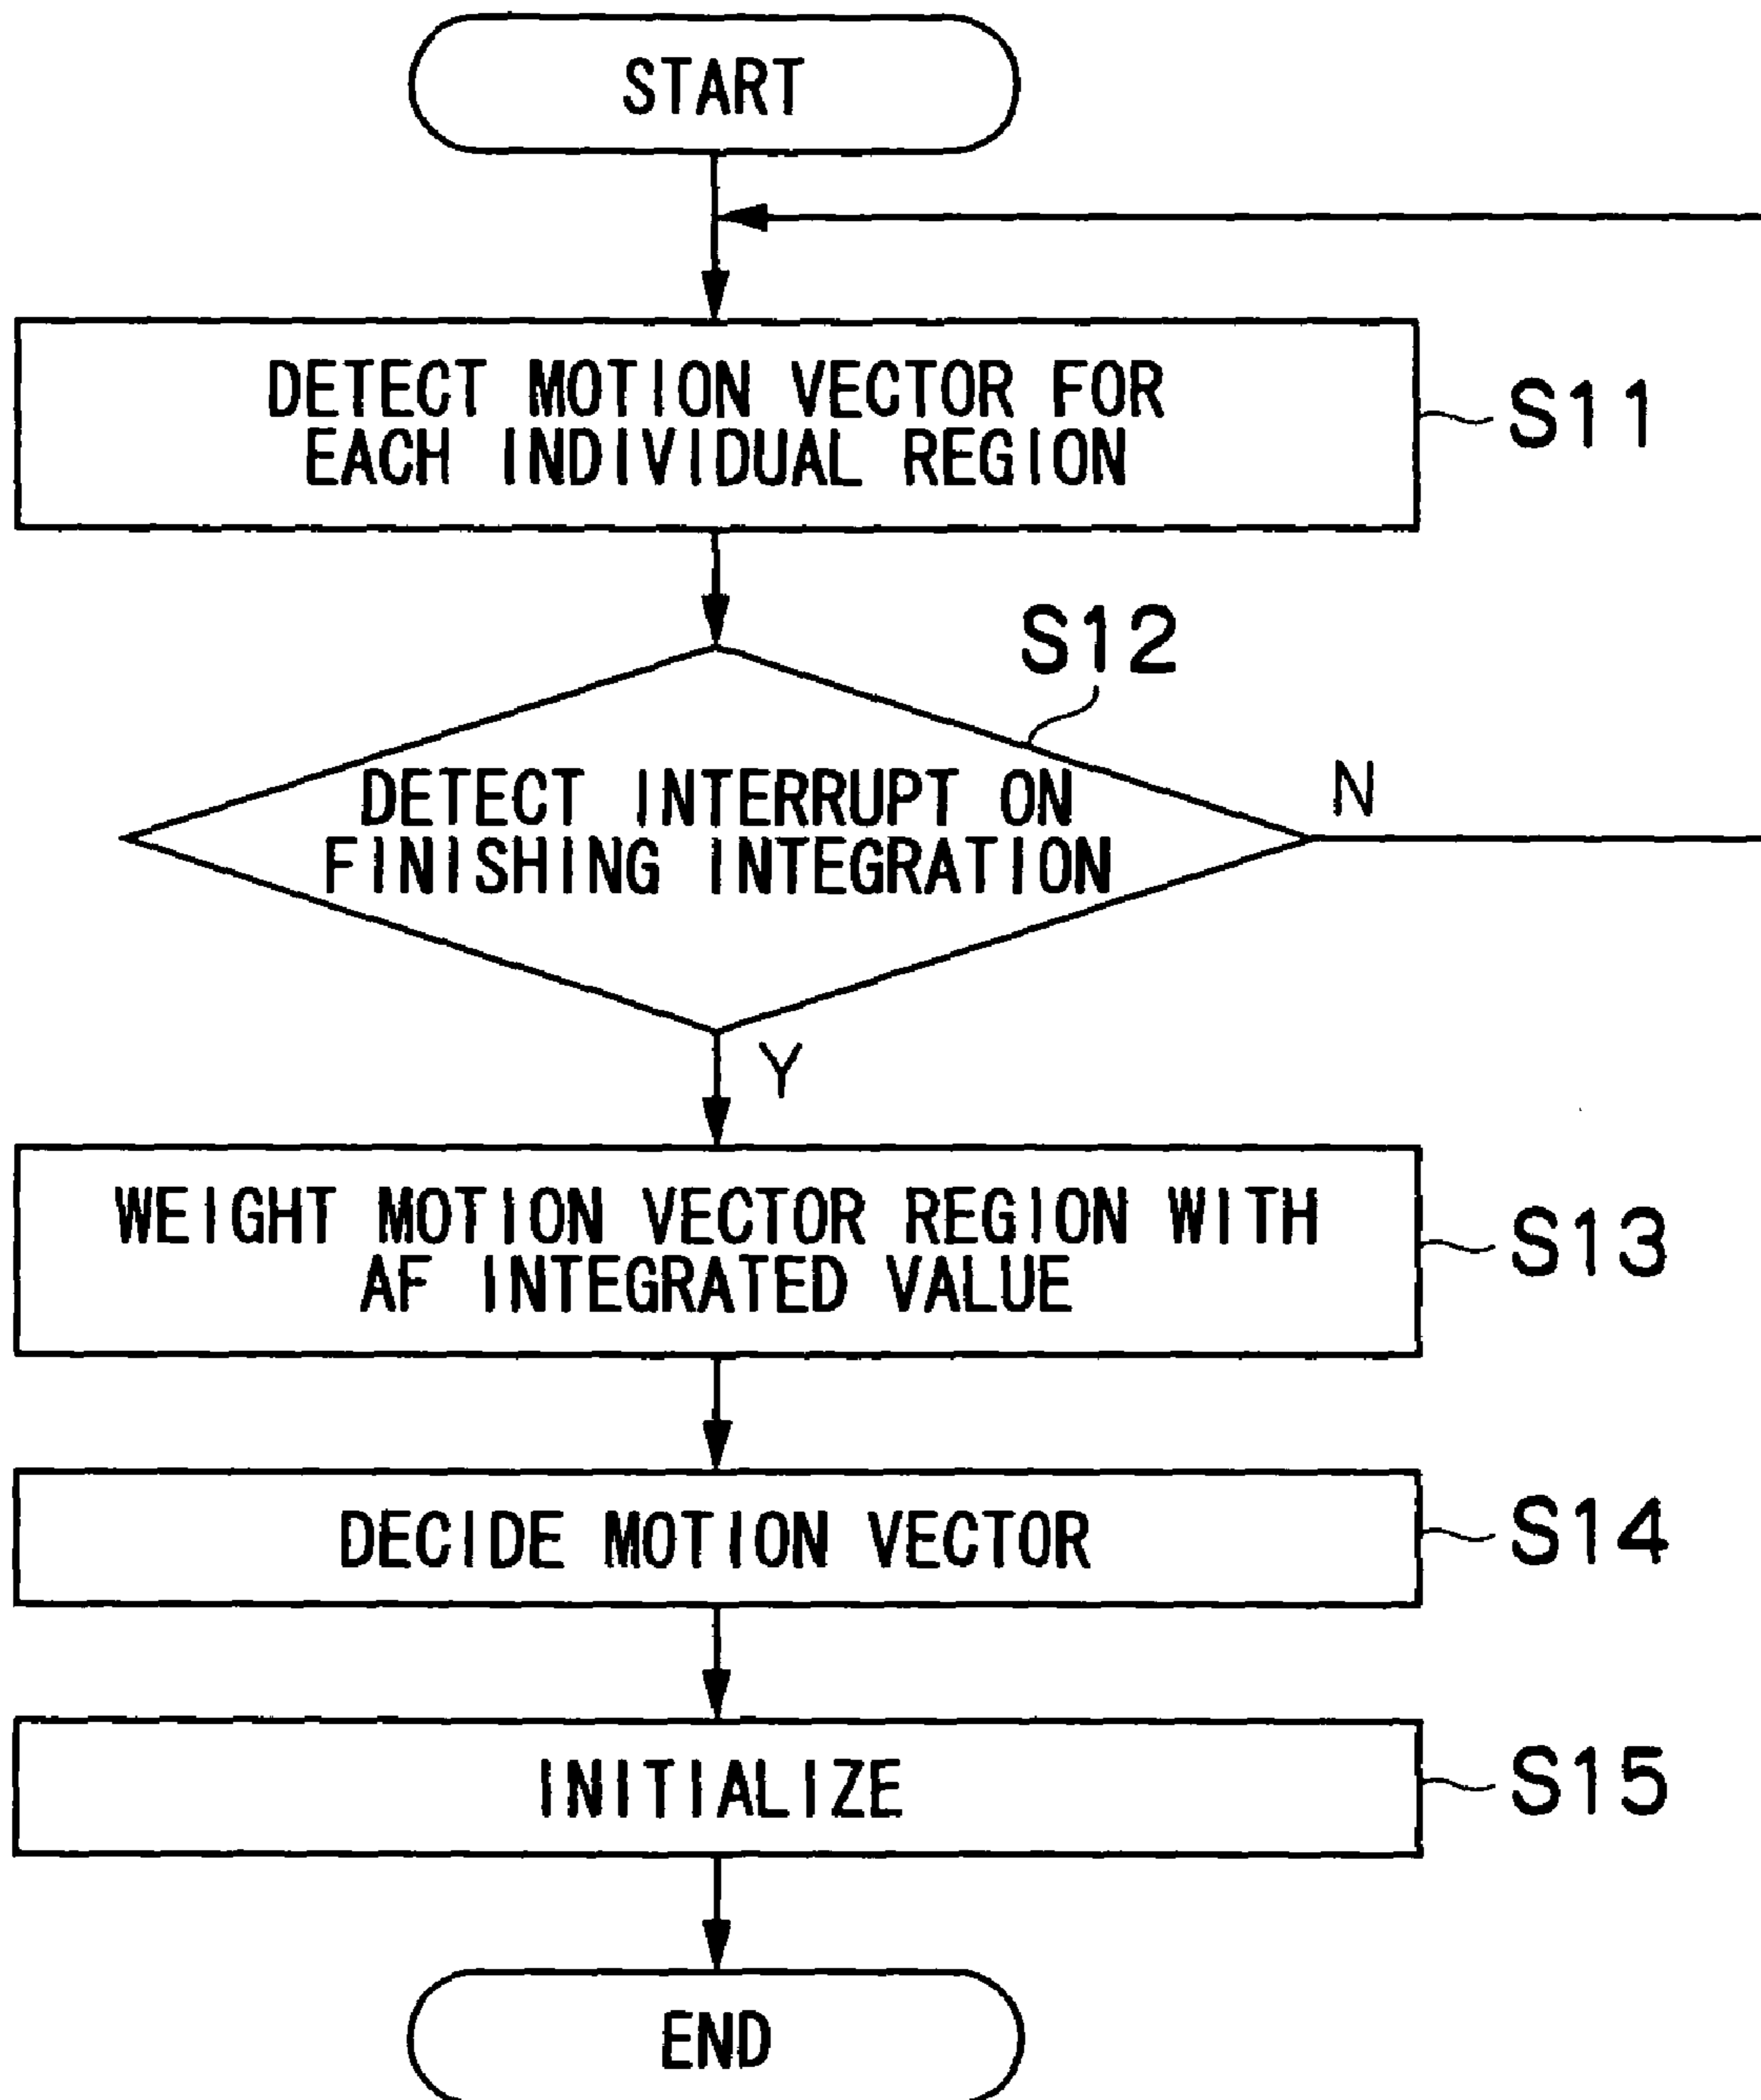 START
DETECT MOTION VECTOR FOR
EACH INDIVIDUAL REGION
S11
S12
DETECT INTERRUPT ON
FINISHING INTEGRATION
N
Y
WEIGHT MOTION VECTOR REGION WITH
AF INTEGRATED VALUE
S13
DECIDE MOTION VECTOR
S14
INITIALIZE
S15
END